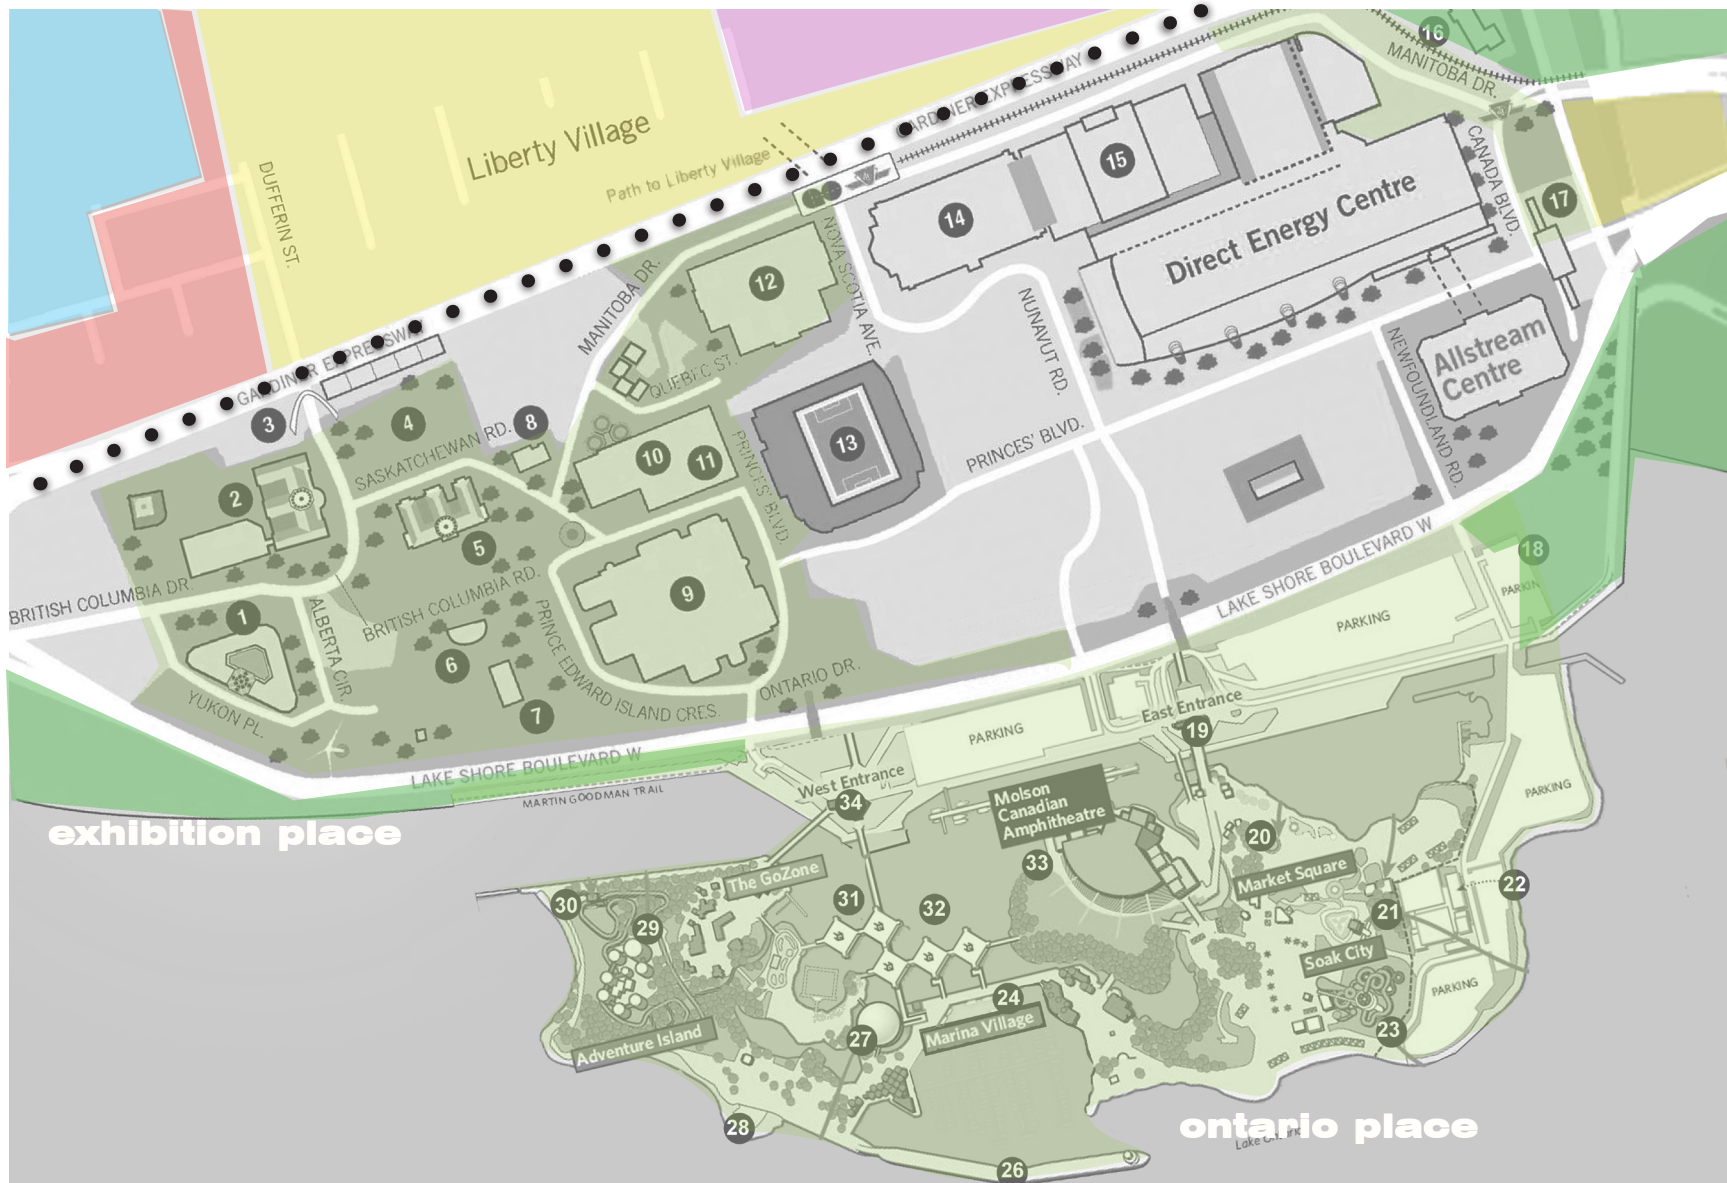 16
MANITOBA DR.
GARDINER EXPRESSWAY
Liberty Village
Path to Liberty Village
DUFFERIN ST.
15
14
Direct Energy Centre
CANADA BLVD.
17
NOVA SCOTIA AVE.
12
MANITOBA DR.
NUNAVUT RD.
QUEBEC ST.
Allstream
Centre
NEWFOUNDLAND RD.
GARDINER EXPRESSWAY
3
4
8
SASKATCHEWAN RD.
10
11
13
PRINCES' BLVD.
PRINCES' BLVD.
2
5
9
BRITISH COLUMBIA DR.
BRITISH COLUMBIA RD.
ALBERTA CIR.
1
6
7
YUKON PL.
PRINCE EDWARD ISLAND CRES.
ONTARIO DR.
LAKE SHORE BOULEVARD W
LAKE SHORE BOULEVARD W
18
PARKING
PARKING
PARKING
East Entrance
19
West Entrance
34
MARTIN GOODMAN TRAIL
exhibition place
Molson
Canadian
Amphitheatre
PARKING
20
33
Market Square
The GoZone
30
29
31
32
21
22
Soak City
PARKING
23
24
Marina Village
27
Adventure Island
28
26
ontario place
Lake